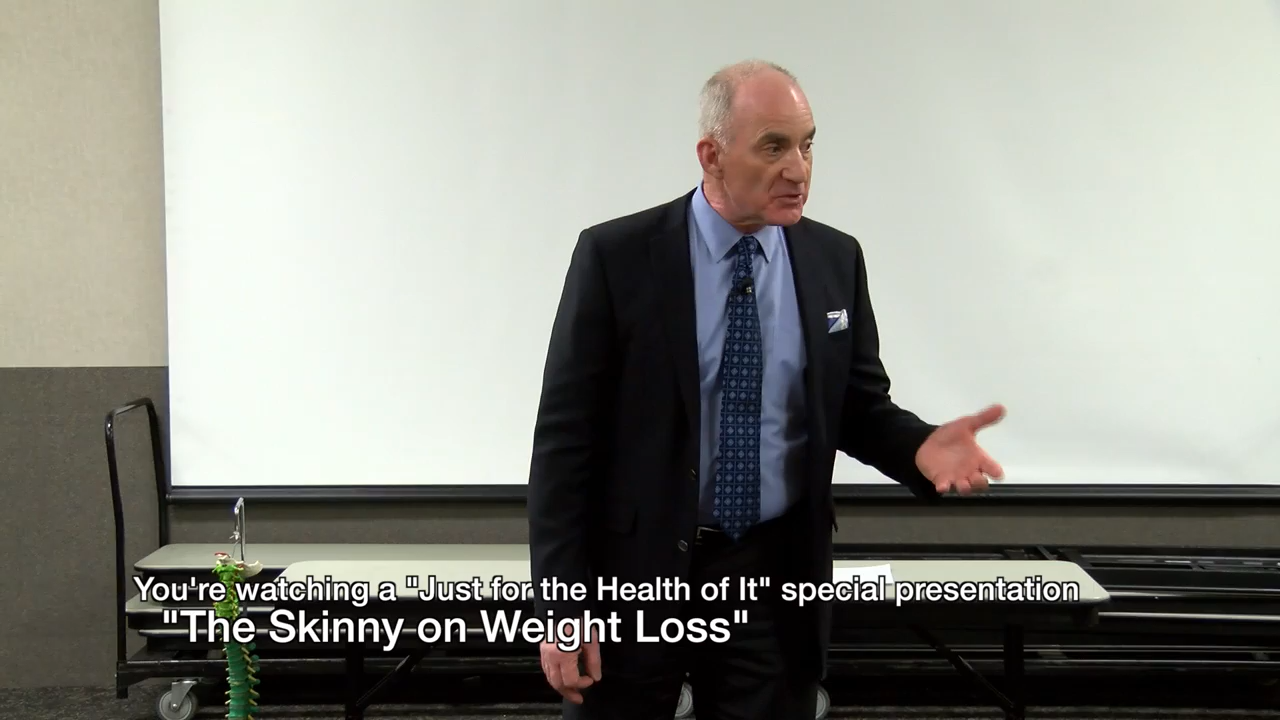 You're watching a "Just for the Health of It" special presentation
"The Skinny on Weight Loss"